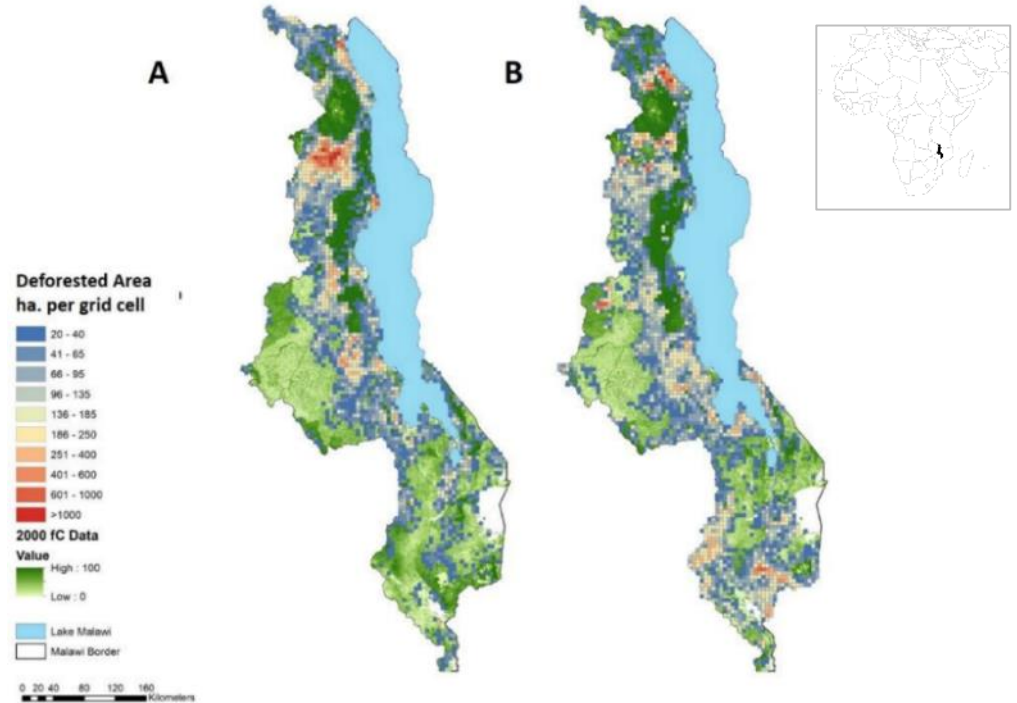 A
B
Deforested Area
ha. per grid cell
20 - 40
41 - 65
66 - 95
96 - 135
136 - 185
186 - 250
251 - 400
401 - 600
601 - 1000
>1000
2000 fC Data
Value
High : 100
Low : 0
Lake Malawi
Malawi Border
0 20 40 80 120 160
Kilometers